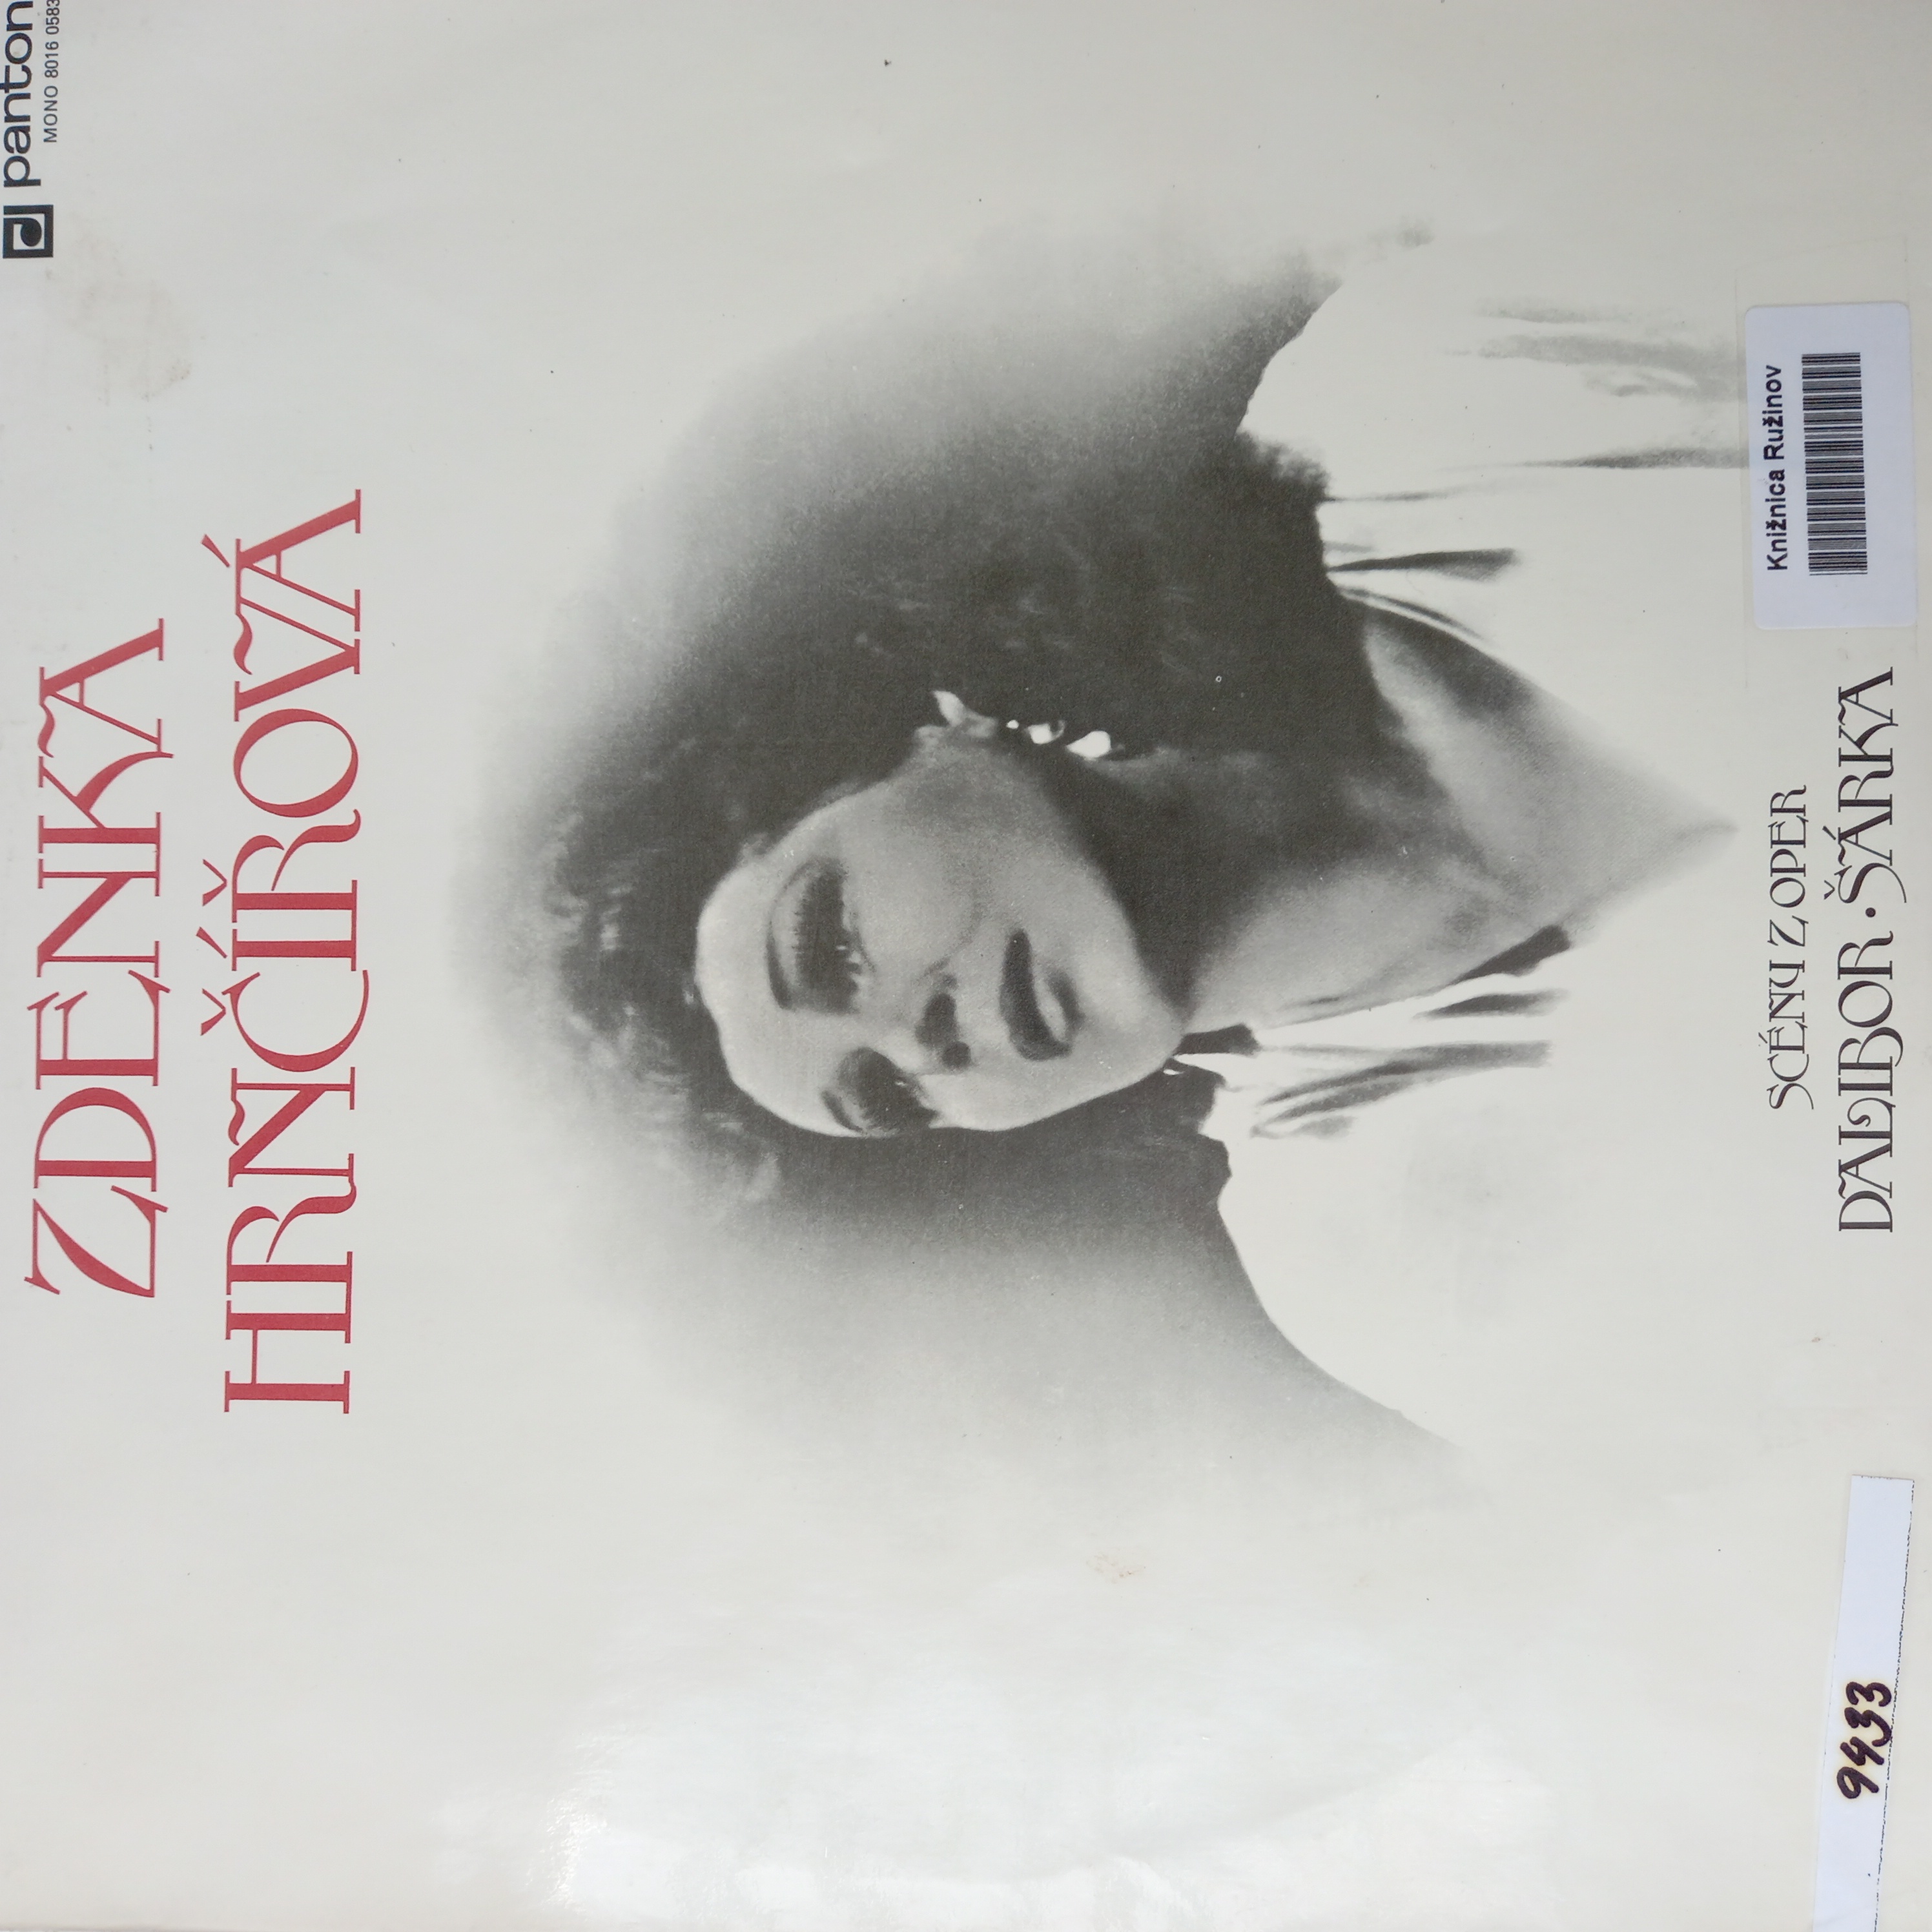 panton
MONO 8016 0583
ZDENKA
HRNČÍŘOVÁ
Knižnica Ružinov
SCÉNY Z OPER
DALIBOR · ŠÁRKA
9433